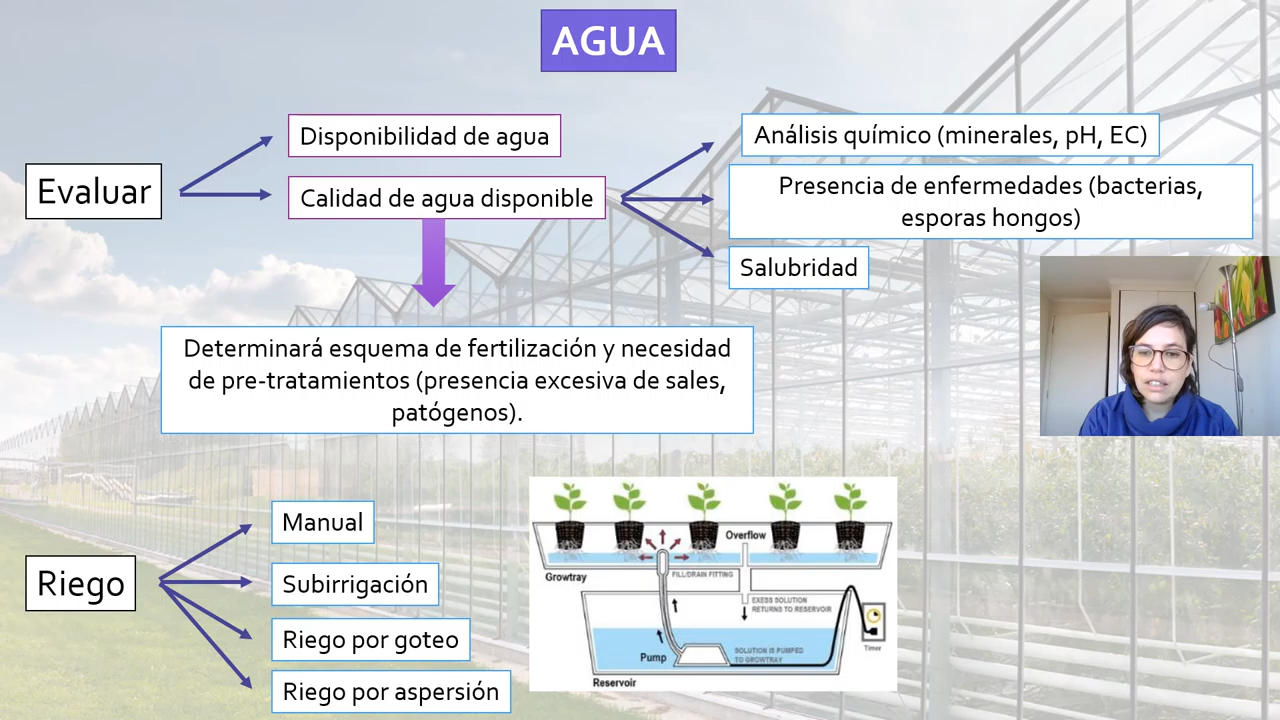 AGUA
Evaluar
Disponibilidad de agua
Calidad de agua disponible
Análisis químico (minerales, pH, EC)
Presencia de enfermedades (bacterias,
esporas hongos)
Salubridad
Determinará esquema de fertilización y necesidad
de pre-tratamientos (presencia excesiva de sales,
patógenos).
Riego
Manual
Subirrigación
Riego por goteo
Riego por aspersión
Overflow
Growtray
FILL/DRAIN FITTING
EXESS SOLUTION
RETURNS TO RESERVOIR
Pump
SOLUTION IS PUMPED
TO GROWTRAY
Timer
Reservoir